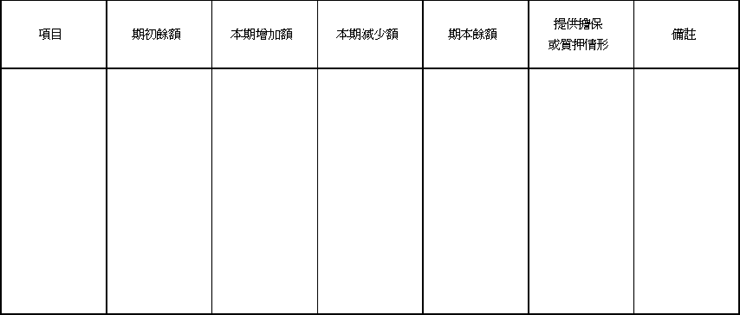 項目
期初餘額
本期增加額
本期減少額
期本餘額
提供擔保
或質押情形
備註